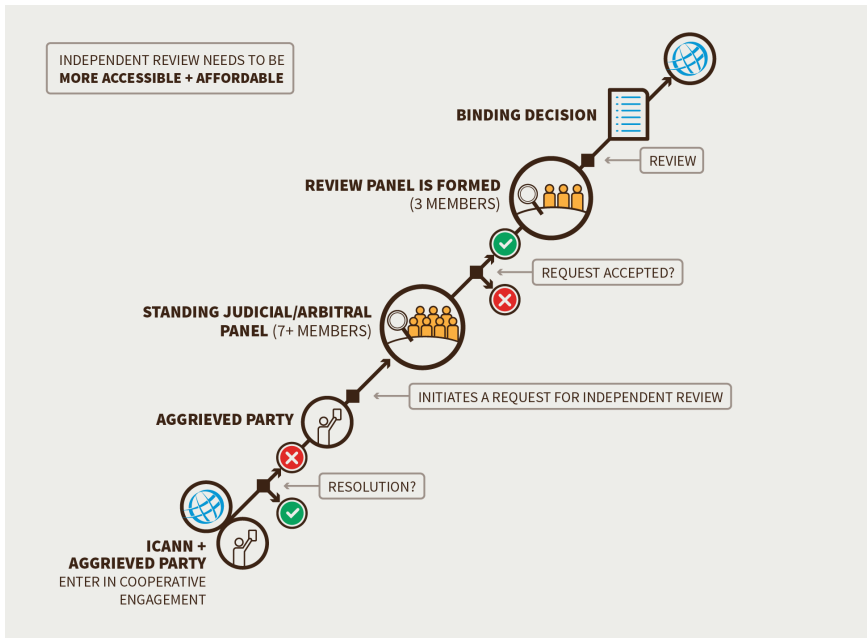 INDEPENDENT REVIEW NEEDS TO BE
MORE ACCESSIBLE + AFFORDABLE
BINDING DECISION
REVIEW
REVIEW PANEL IS FORMED
(3 MEMBERS)
REQUEST ACCEPTED?
STANDING JUDICIAL/ARBITRAL
PANEL (7+ MEMBERS)
INITIATES A REQUEST FOR INDEPENDENT REVIEW
AGGRIEVED PARTY
RESOLUTION?
ICANN +
AGGRIEVED PARTY
ENTER IN COOPERATIVE
ENGAGEMENT